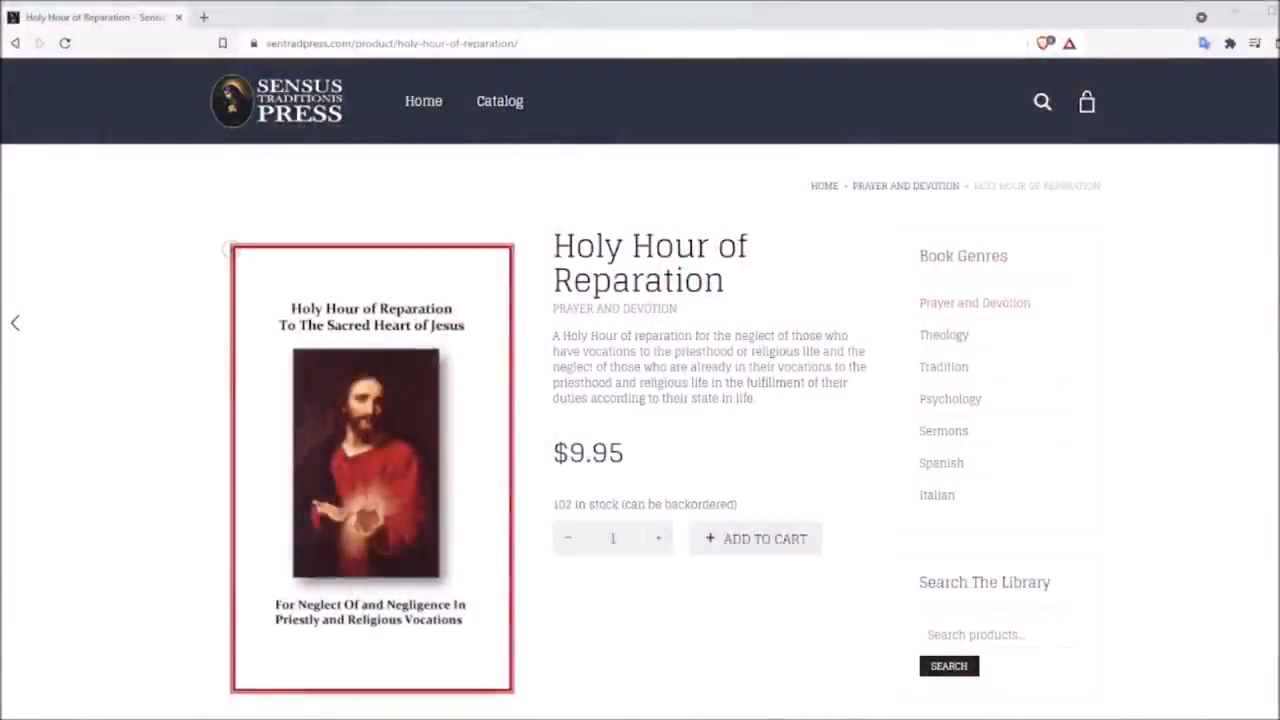 Holy Hour of Reparation - Sensu
sentradpress.com/product/holy-hour-of-reparation/
SENSUS
TRADITIONIS
PRESS
Home
Catalog
HOME
PRAYER AND DEVOTION
HOLY HOUR OF REPARATION
Holy Hour of Reparation
To The Sacred Heart of Jesus
For Neglect Of and Negligence In
Priestly and Religious Vocations
Holy Hour of
Reparation
PRAYER AND DEVOTION
A Holy Hour of reparation for the neglect of those who
have vocations to the priesthood or religious life and the
neglect of those who are already in their vocations to the
priesthood and religious life in the fulfillment of their
duties according to their state in life.
$9.95
102 in stock (can be backordered)
- 1 +
+ ADD TO CART
Book Genres
Prayer and Devotion
Theology
Tradition
Psychology
Sermons
Spanish
Italian
Search The Library
Search products...
SEARCH